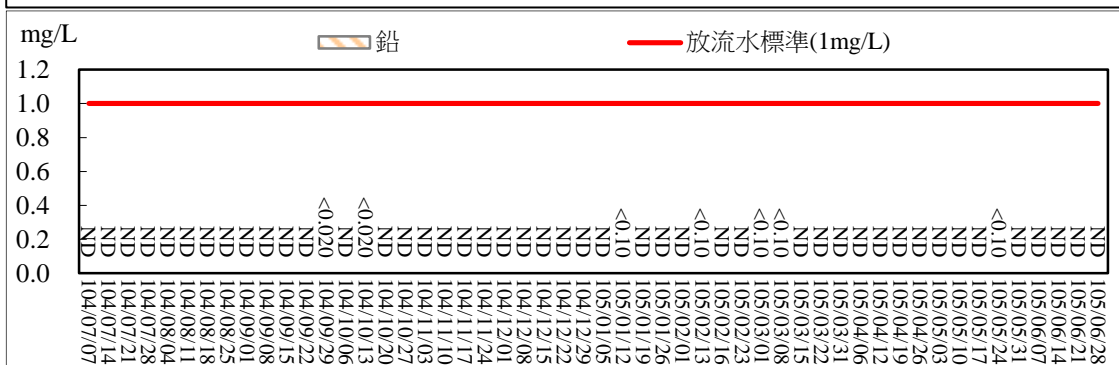 mg/L
鉛
放流水標準(1mg/L)
1.2
1.0
0.8
0.6
0.4
0.2
0.0
ND
ND
ND
ND
ND
ND
ND
ND
ND
ND
ND
ND
<0.020
ND
<0.020
ND
ND
ND
ND
ND
ND
ND
ND
ND
ND
ND
ND
<0.10
ND
ND
ND
<0.10
ND
ND
<0.10
<0.10
ND
ND
ND
ND
ND
ND
ND
ND
ND
ND
<0.10
ND
ND
ND
ND
ND
104/07/07
104/07/14
104/07/21
104/07/28
104/08/04
104/08/11
104/08/18
104/08/25
104/09/01
104/09/08
104/09/15
104/09/22
104/09/29
104/10/06
104/10/13
104/10/20
104/10/27
104/11/03
104/11/10
104/11/17
104/11/24
104/12/01
104/12/08
104/12/15
104/12/22
104/12/29
105/01/05
105/01/12
105/01/19
105/01/26
105/02/01
105/02/13
105/02/16
105/02/23
105/03/01
105/03/08
105/03/15
105/03/22
105/03/31
105/04/06
105/04/12
105/04/19
105/04/26
105/05/03
105/05/10
105/05/17
105/05/24
105/05/31
105/06/07
105/06/14
105/06/21
105/06/28